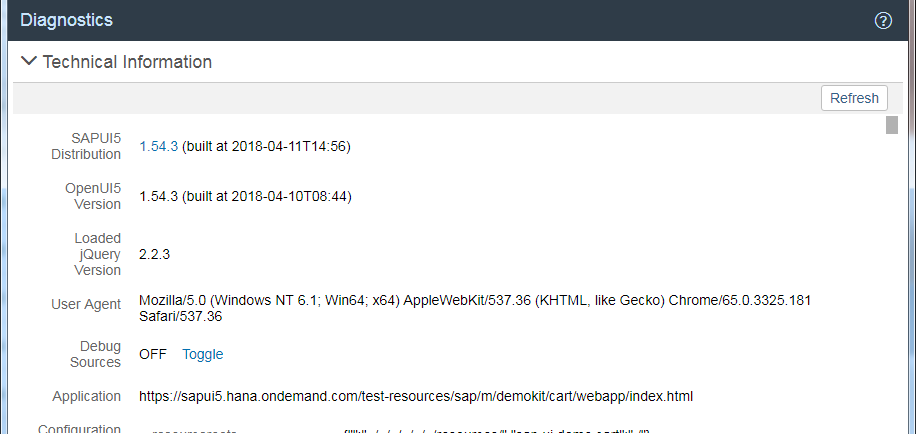 Diagnostics
Technical Information
Refresh
SAPUI5
Distribution
1.54.3 (built at 2018-04-11T14:56)
OpenUI5
Version
1.54.3 (built at 2018-04-10T08:44)
Loaded
jQuery
Version
2.2.3
User Agent
Mozilla/5.0 (Windows NT 6.1; Win64; x64) AppleWebKit/537.36 (KHTML, like Gecko) Chrome/65.0.3325.181
Safari/537.36
Debug
Sources
OFF Toggle
Application
https://sapui5.hana.ondemand.com/test-resources/sap/m/demokit/cart/webapp/index.html
Configuration